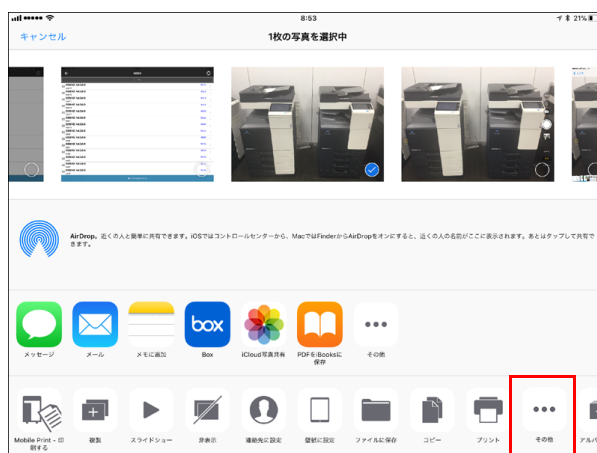 8:53
21%
キャンセル
1枚の写真を選択中
AirDrop。近くの人と簡単に共有できます。iOSではコントロールセンターから、MacではFinderからAirDropをオンにすると、近くの人の名前がここに表示されます。あとはタップして共有で
きます。
メッセージ
メール
メモに追加
box
Box
iCloud写真共有
PDFをiBooksに
保存
その他
Mobile Print - 印
刷する
複製
スライドショー
非表示
連絡先に設定
壁紙に設定
ファイルに保存
コピー
プリント
その他
アルバ